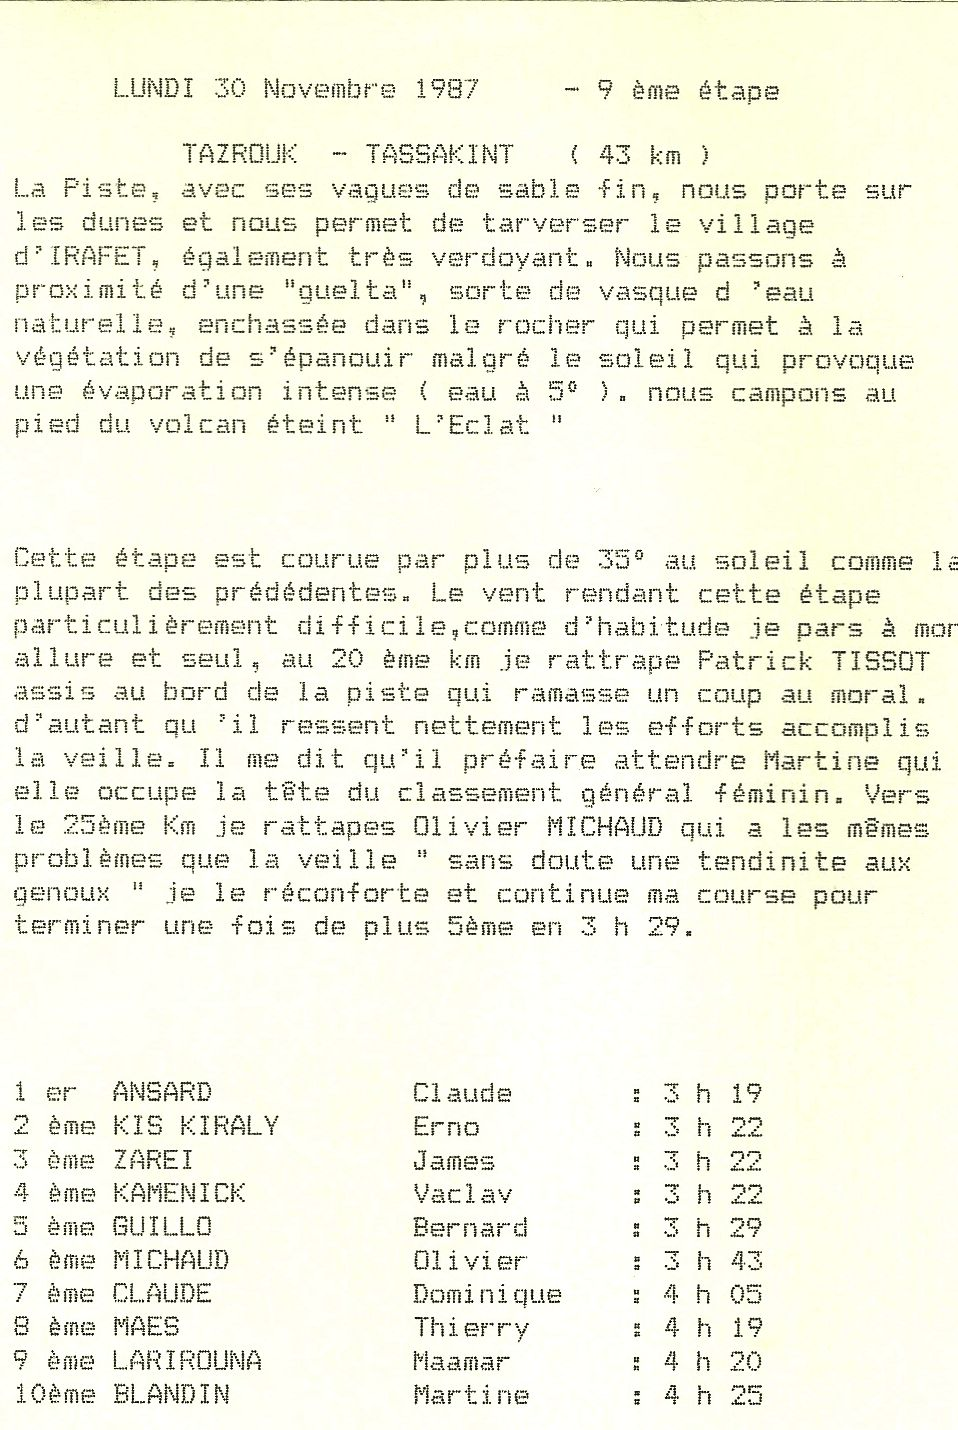 LUNDI 30 Novembre 1987 - 9 ème étape
TAZROUK - TASSAKINT ( 43 km )
La Piste, avec ses vagues de sable fin, nous porte sur
les dunes et nous permet de tarverser le village
d'IRAFET, également très verdoyant. Nous passons à
proximité d'une "guelta", sorte de vasque d 'eau
naturelle, enchassée dans le rocher qui permet à la
végétation de s'épanouir malgré le soleil qui provoque
une évaporation intense ( eau à 5° ). nous campons au
pied du volcan éteint " L'Eclat "
Cette étape est courue par plus de 35° au soleil comme la
plupart des prédédentes. Le vent rendant cette étape
particulièrement difficile,comme d'habitude je pars à mon
allure et seul, au 20 ème km je rattrape Patrick TISSOT
assis au bord de la piste qui ramasse un coup au moral.
d'autant qu 'il ressent nettement les efforts accomplis
la veille. Il me dit qu'il préfaire attendre Martine qui
elle occupe la tête du classement général féminin. Vers
le 25ème Km je rattapes Olivier MICHAUD qui a les mêmes
problèmes que la veille " sans doute une tendinite aux
genoux " je le réconforte et continue ma course pour
terminer une fois de plus 5ème en 3 h 29.
1 er ANSARD Claude : 3 h 19
2 ème KIS KIRALY Erno : 3 h 22
3 ème ZAREI James : 3 h 22
4 ème KAMENICK Vaclav : 3 h 22
5 ème GUILLO Bernard : 3 h 29
6 ème MICHAUD Olivier : 3 h 43
7 ème CLAUDE Dominique : 4 h 05
8 ème MAES Thierry : 4 h 19
9 ème LARIROUNA Maamar : 4 h 20
10ème BLANDIN Martine : 4 h 25